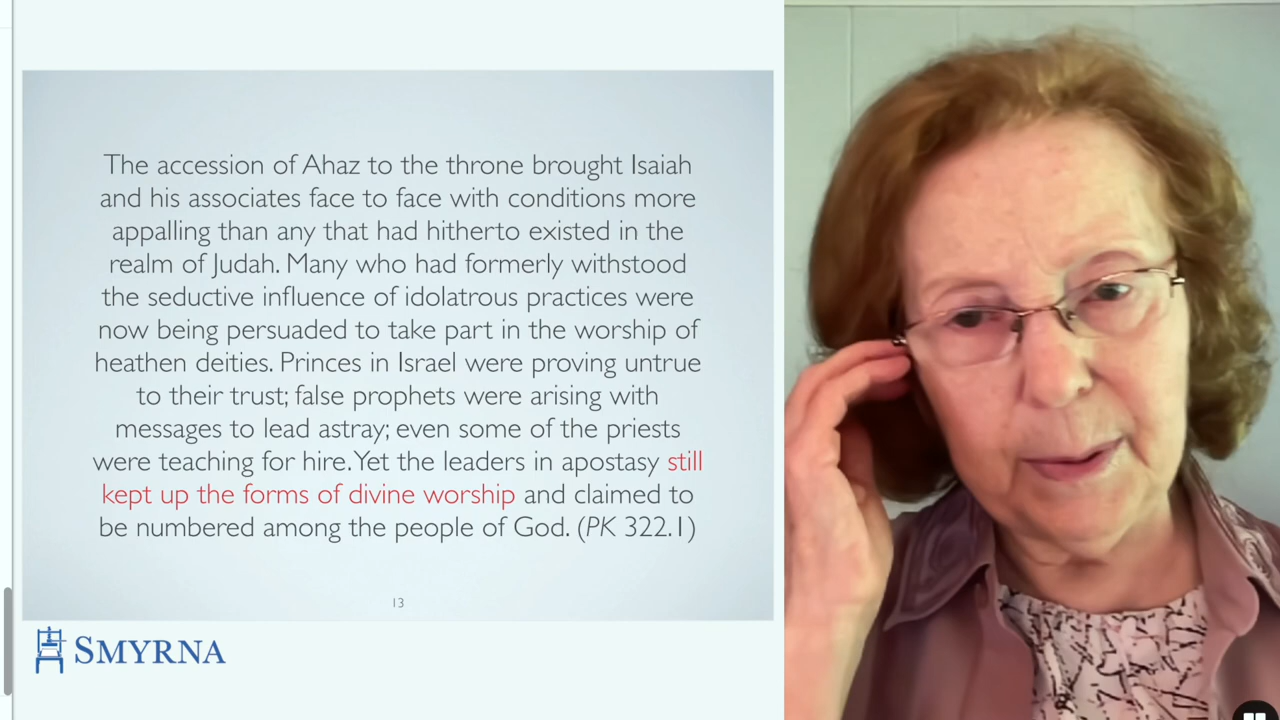 The accession of Ahaz to the throne brought Isaiah
and his associates face to face with conditions more
appalling than any that had hitherto existed in the
realm of Judah. Many who had formerly withstood
the seductive influence of idolatrous practices were
now being persuaded to take part in the worship of
heathen deities. Princes in Israel were proving untrue
to their trust; false prophets were arising with
messages to lead astray; even some of the priests
were teaching for hire. Yet the leaders in apostasy still
kept up the forms of divine worship and claimed to
be numbered among the people of God. (PK 322.1)
13
SMYRNA